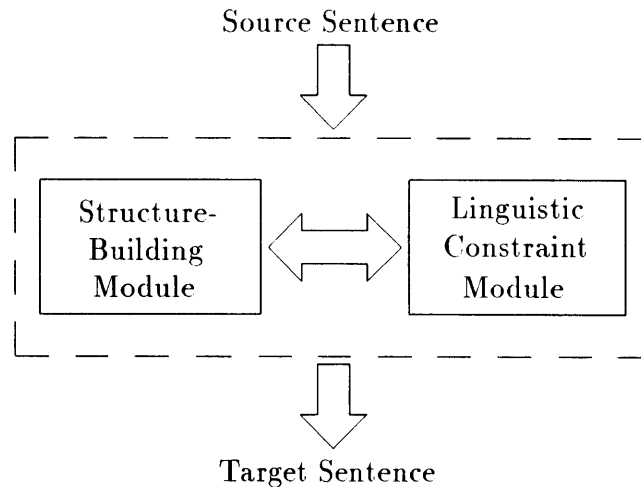 Source Sentence
Structure-
Building
Module
Linguistic
Constraint
Module
Target Sentence